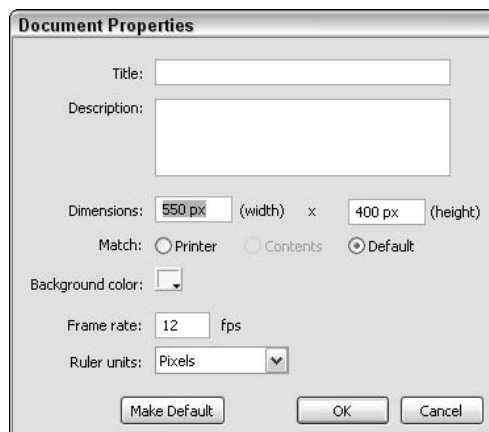 Document Properties
Title:
Description:
Dimensions: 550 px (width) x 400 px (height)
Match: Printer Contents Default
Background color:
Frame rate: 12 fps
Ruler units: Pixels
Make Default OK Cancel